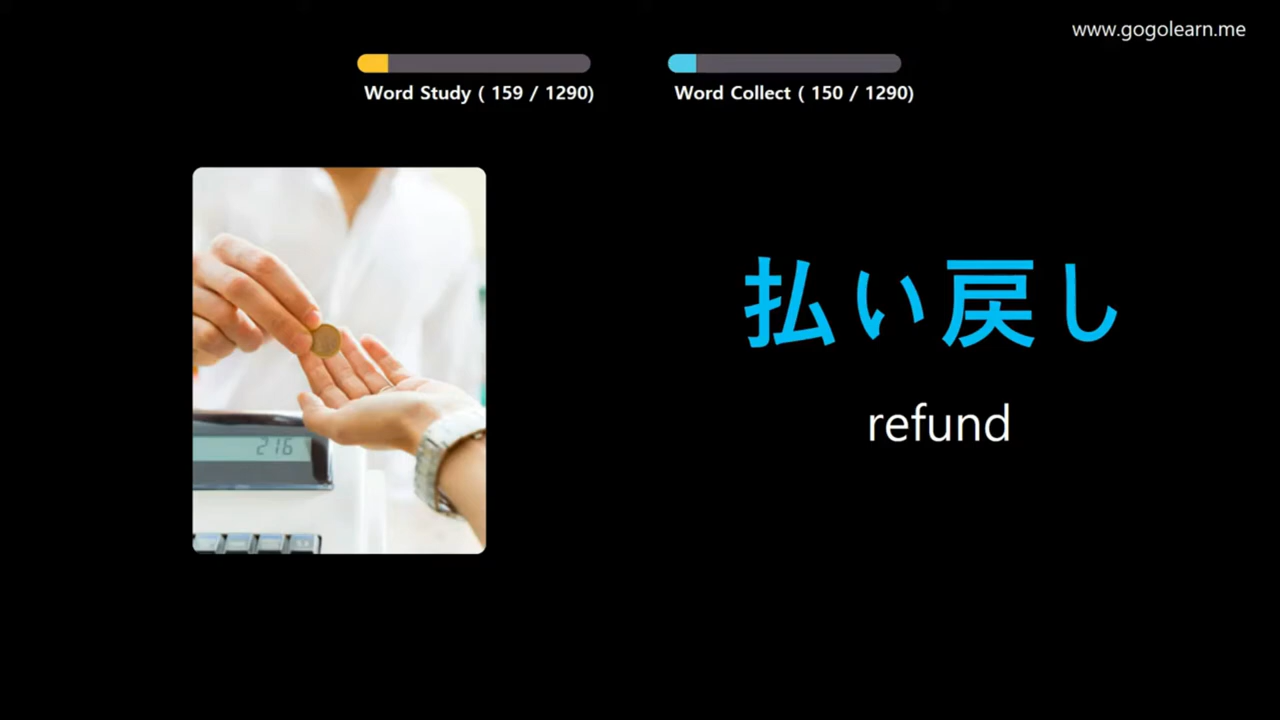 www.gogolearn.me
Word Study ( 159 / 1290)
Word Collect ( 150 / 1290)
払い戻し
refund
216